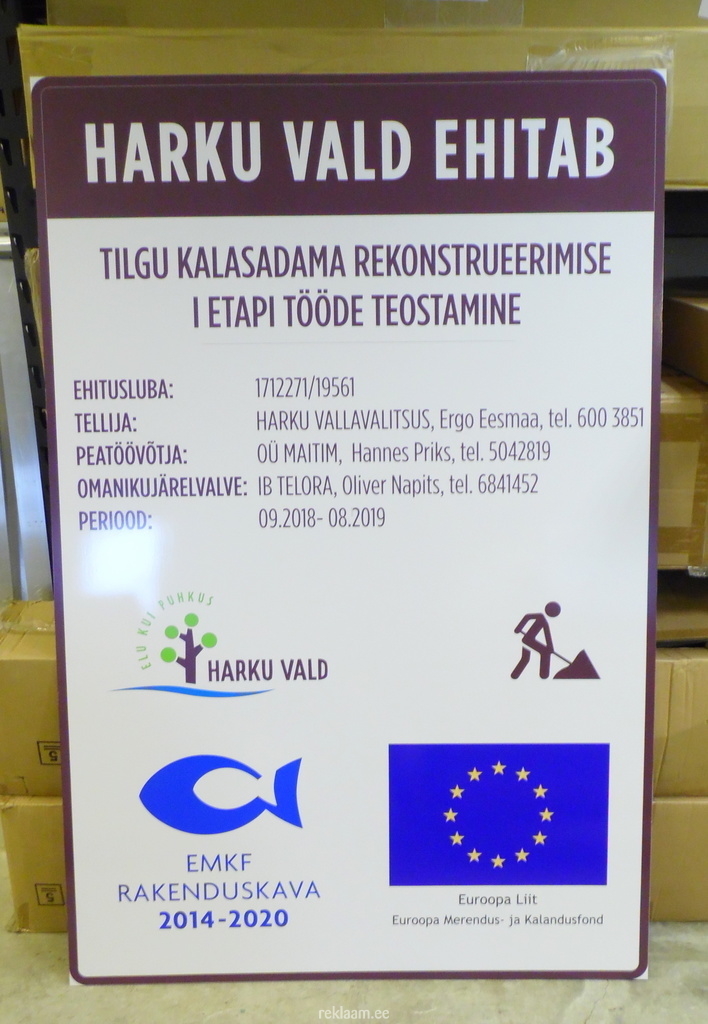 HARKU VALD EHITAB
TILGU KALASADAMA REKONSTRUEERIMISE
I ETAPI TÖÖDE TEOSTAMINE
EHITUSLUBA: 1712271/19561
TELLIJA: HARKU VALLAVALITSUS, Ergo Eesmaa, tel. 600 3851
PEATÖÖVÕTJA: OÜ MAITIM, Hannes Priks, tel. 5042819
OMANIKUJÄRELVALVE: IB TELORA, Oliver Napits, tel. 6841452
PERIOOD: 09.2018- 08.2019
ELU KUI PUHKUS
HARKU VALD
EMKF
RAKENDUSKAVA
2014-2020
Euroopa Liit
Euroopa Merendus- ja Kalandusfond
5
5
reklaam.ee